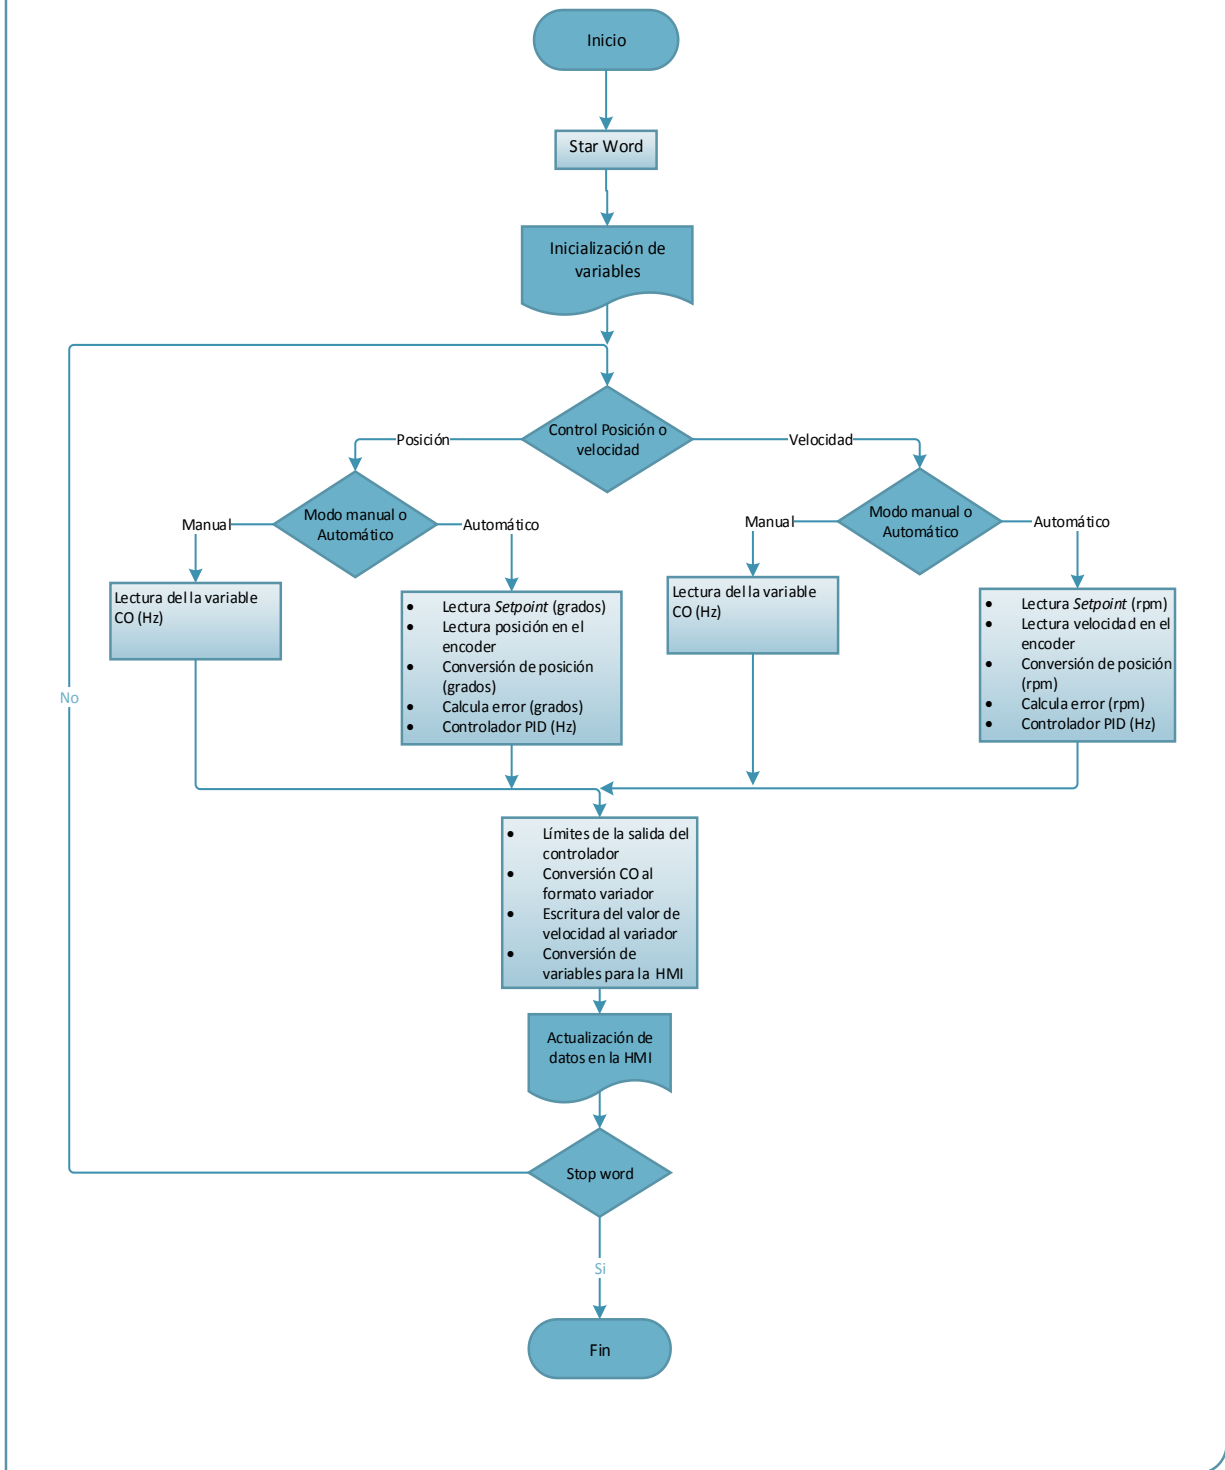 Inicio
Star Word
Inicialización de
variables
Control Posición o
velocidad
Posición
Velocidad
Modo manual o
Automático
Manual
Automático
Modo manual o
Automático
Manual
Automático
Lectura del la variable
CO (Hz)
• Lectura Setpoint (grados)
• Lectura posición en el
encoder
• Conversión de posición
(grados)
• Calcula error (grados)
• Controlador PID (Hz)
Lectura del la variable
CO (Hz)
• Lectura Setpoint (rpm)
• Lectura velocidad en el
encoder
• Conversión de posición
(rpm)
• Calcula error (rpm)
• Controlador PID (Hz)
No
• Límites de la salida del
controlador
• Conversión CO al
formato variador
• Escritura del valor de
velocidad al variador
• Conversión de
variables para la HMI
Actualización de
datos en la HMI
Stop word
Si
Fin